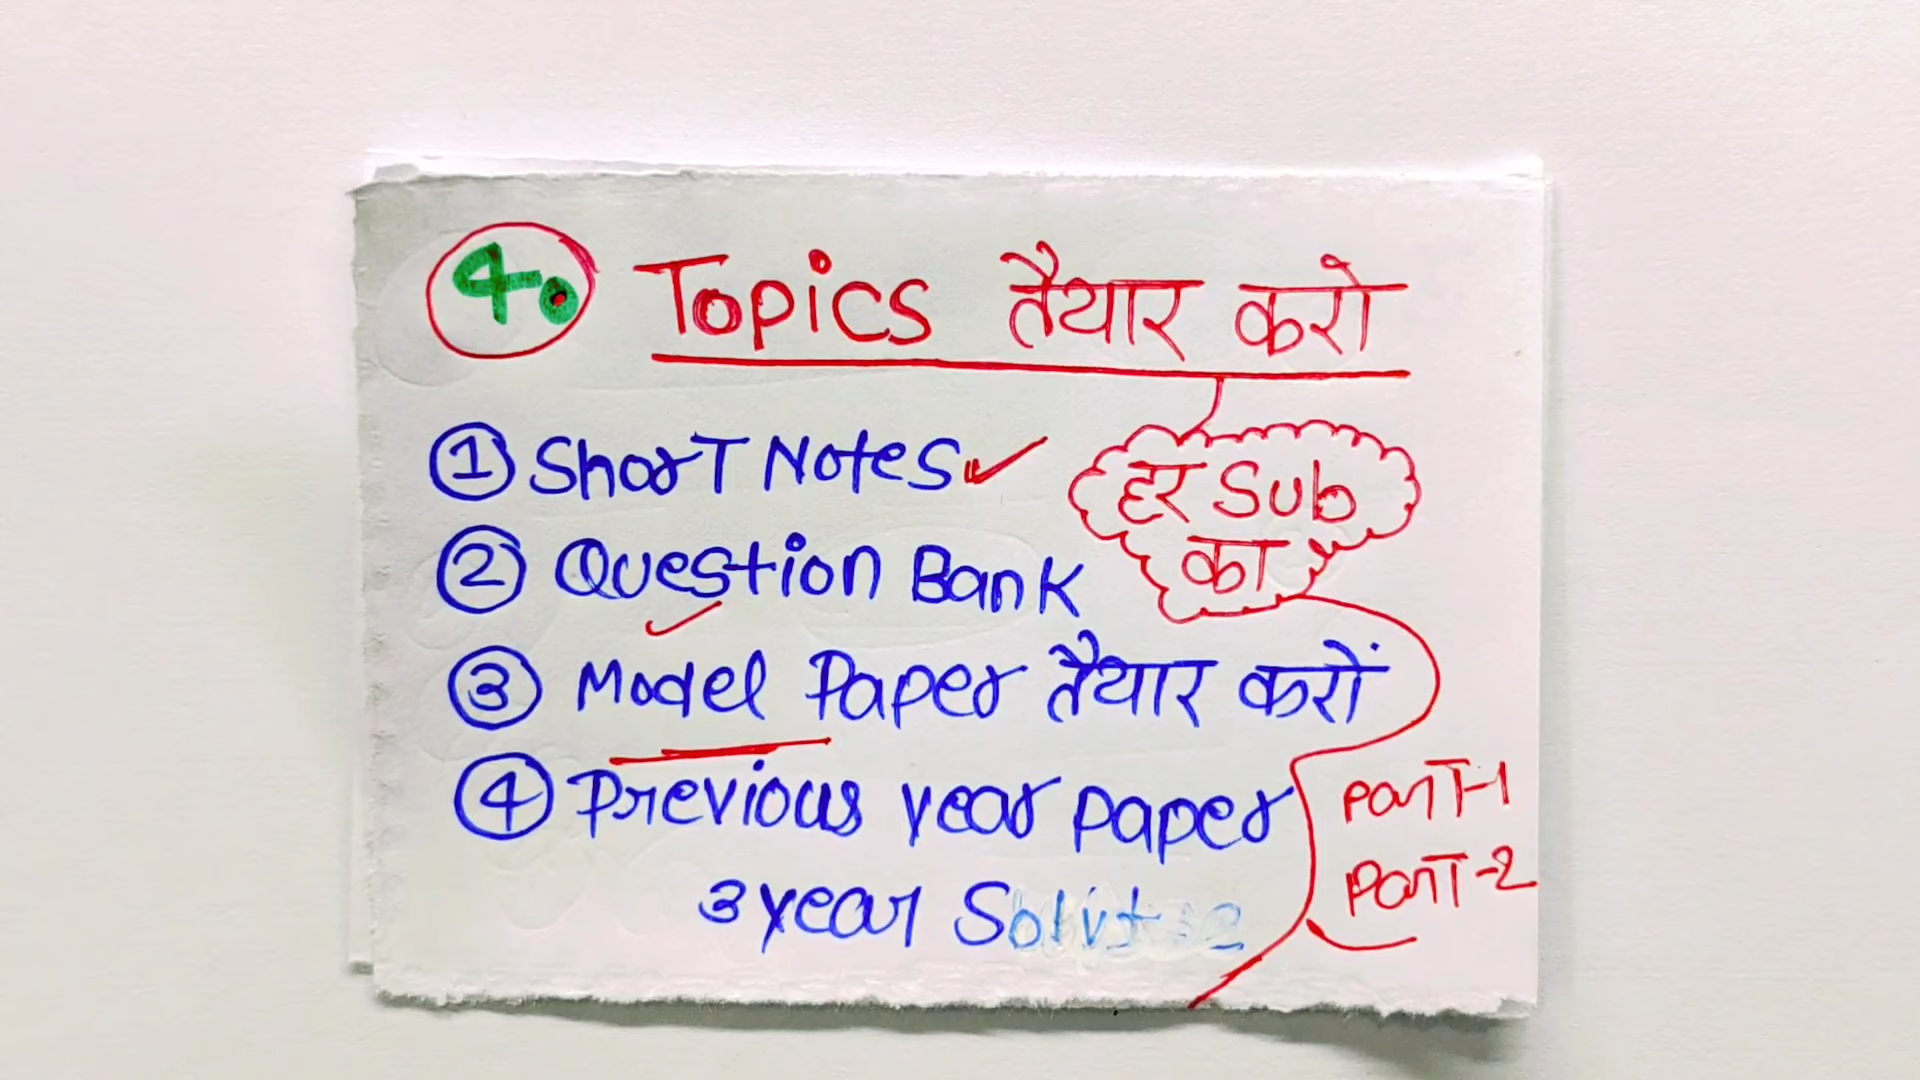 4. Topics तैयार करो
① Short Notes
हर Sub
का
② Question Bank
③ Model Paper तैयार करों
④ Previous year paper
3 year
Part-1
Part-2